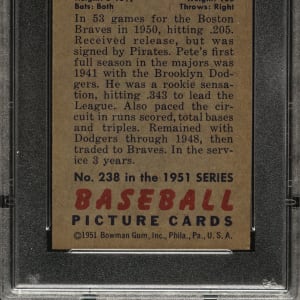 Bats: Both Throws: Right
In 53 games for the Boston
Braves in 1950, hitting .205.
Received release, but was
signed by Pirates. Pete's first
full season in the majors was
1941 with the Brooklyn Dod-
gers. He was a rookie sensa-
tion, hitting .343 to lead the
League. Also paced the cir-
cuit in runs scored, total bases
and triples. Remained with
Dodgers through 1948, then
traded to Braves. In the serv-
ice 3 years.
No. 238 in the 1951 SERIES
BASEBALL
PICTURE CARDS
©1951 Bowman Gum, Inc., Phila., Pa., U. S. A.